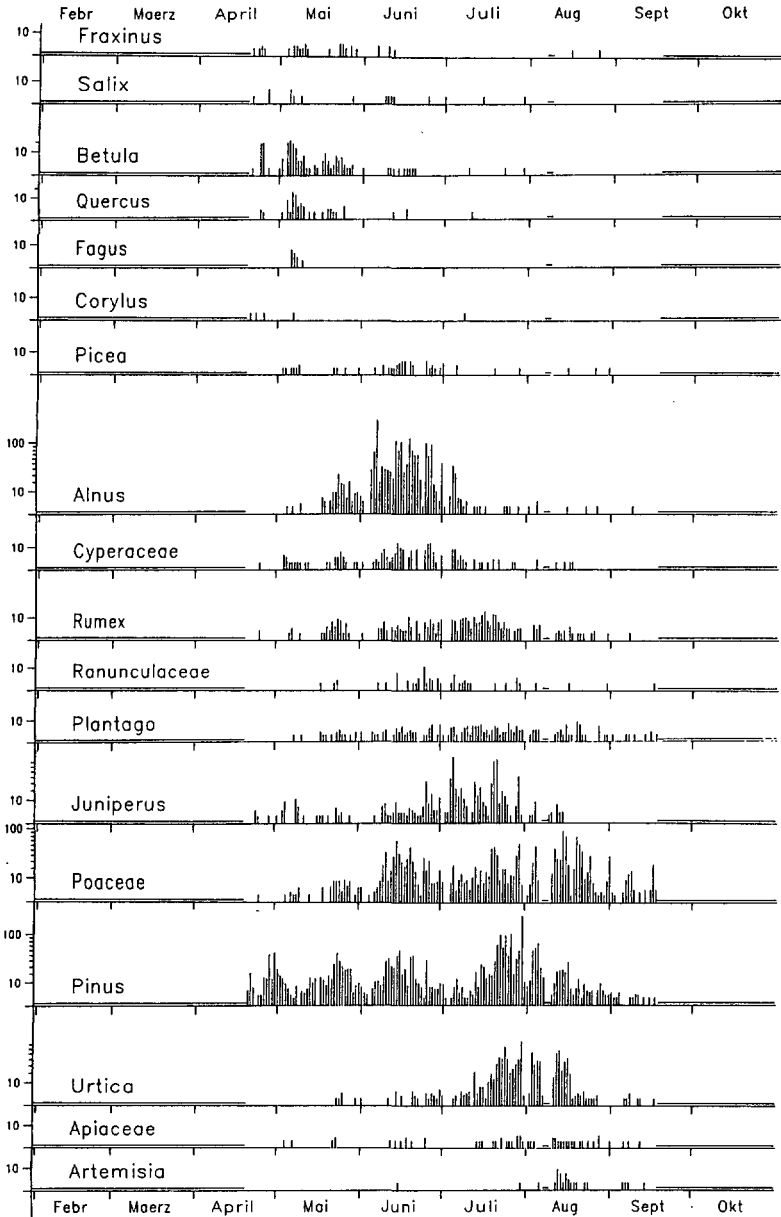 Febr Maerz April Mai Juni Juli Aug Sept Okt
10 Fraxinus
10 Salix
10 Betula
10 Quercus
10 Fagus
10 Corylus
10 Picea
100
10 Alnus
10 Cyperaceae
10 Rumex
10 Ranunculaceae
10 Plantago
10 Juniperus
100
10 Poaceae
100
10 Pinus
10 Urtica
10 Apiaceae
10 Artemisia
Febr Maerz April Mai Juni Juli Aug Sept Okt